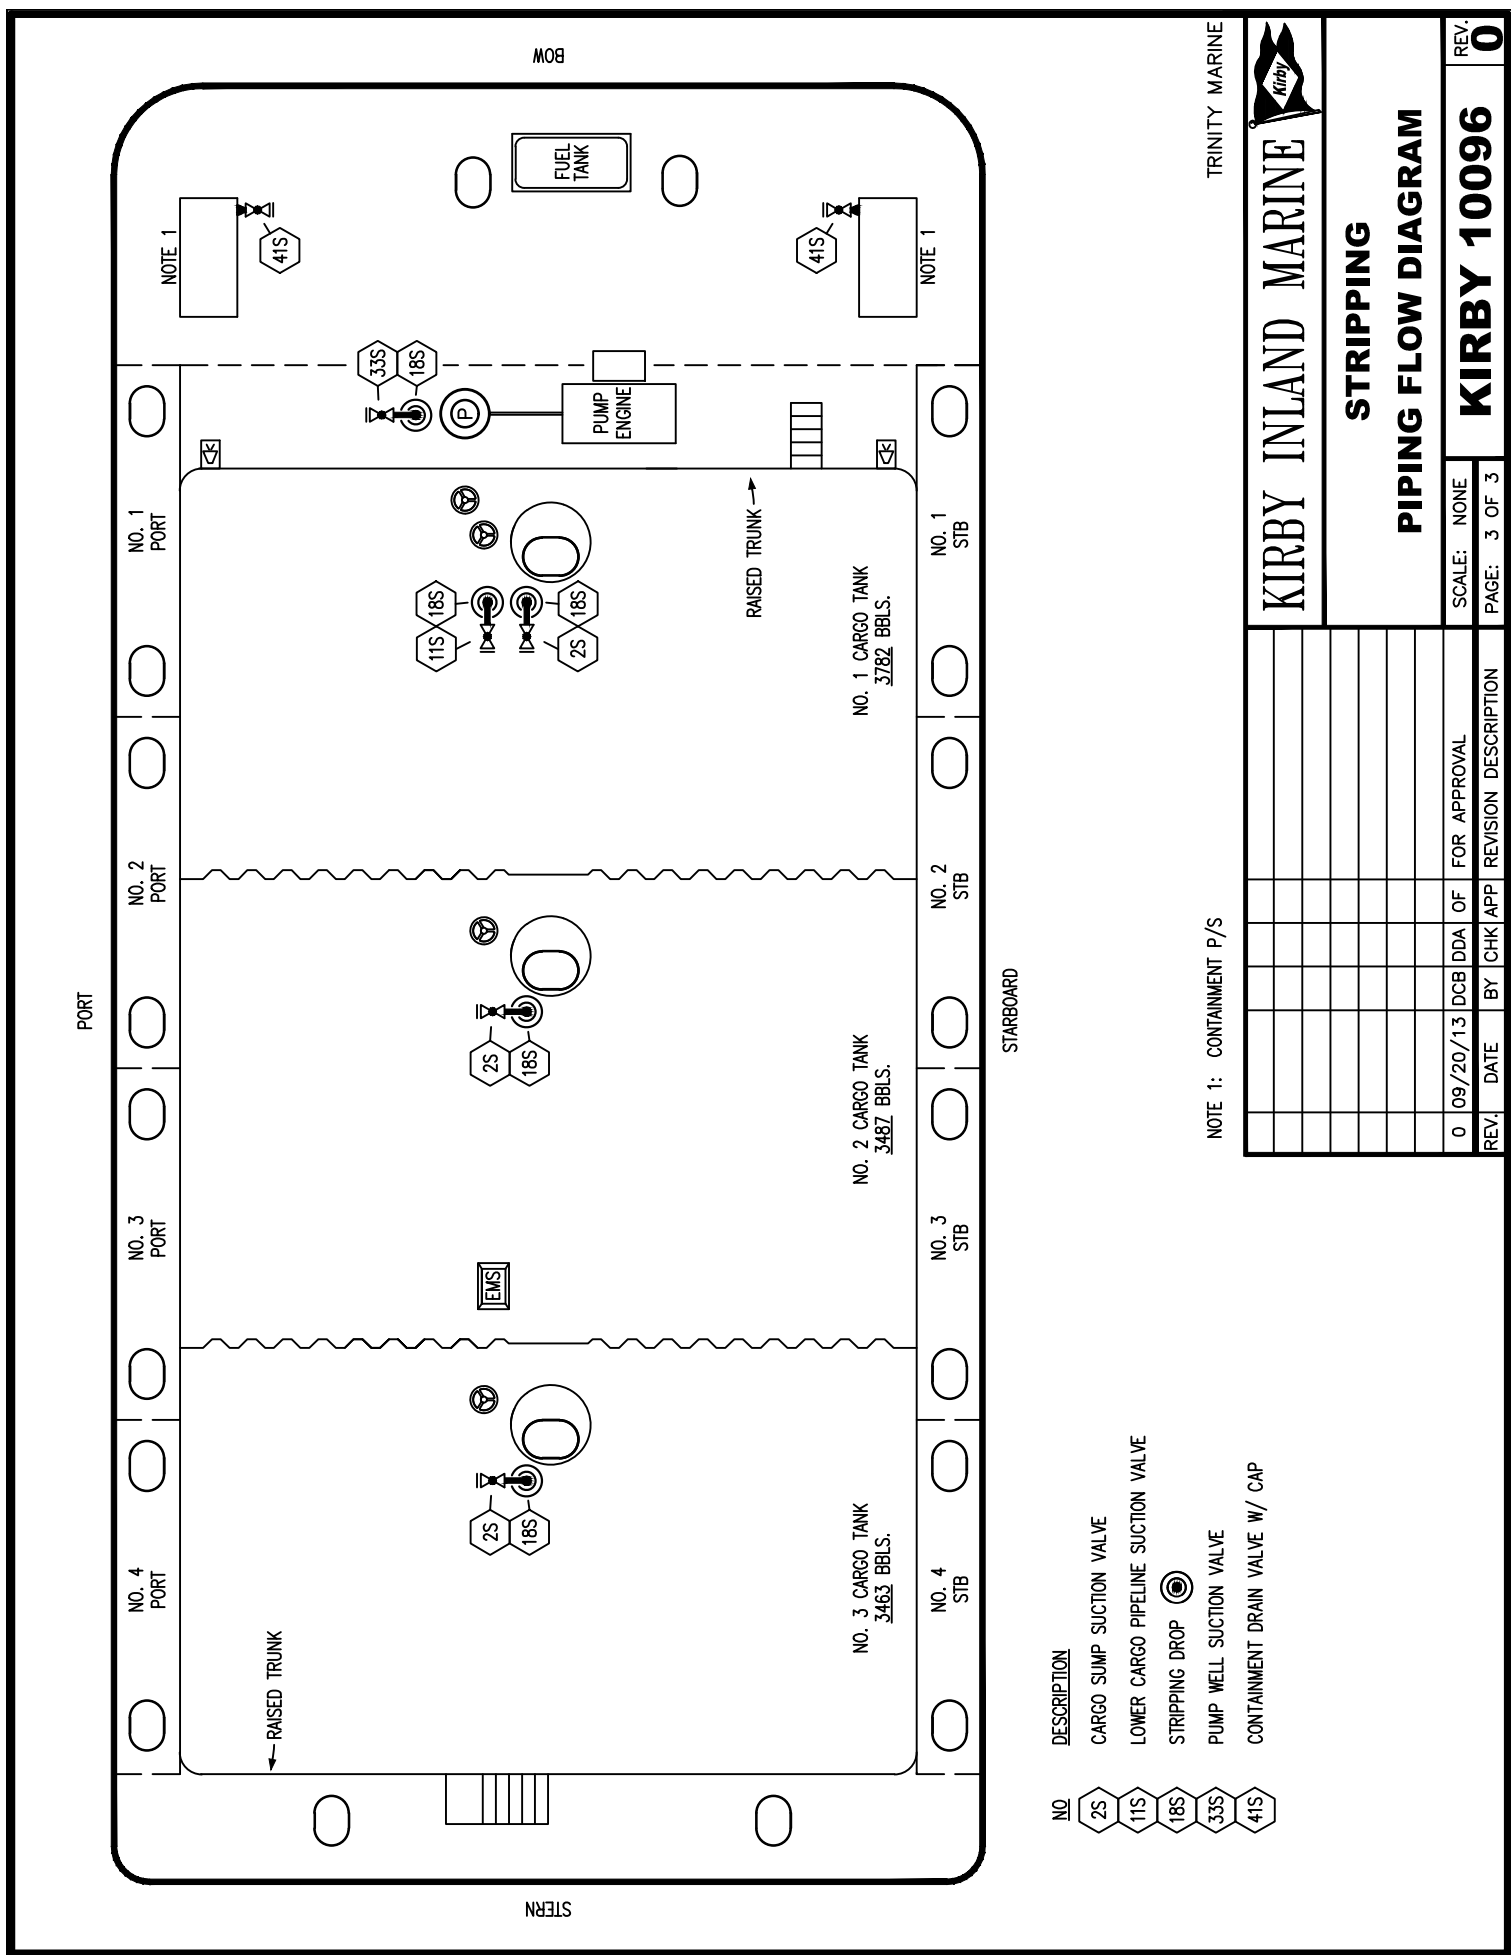 BOW
PORT
STARBOARD
STERN
FUEL
TANK
NOTE 1
41S
41S
NOTE 1
33S
18S
P
PUMP
ENGINE
NO. 1
PORT
NO. 2
PORT
NO. 3
PORT
NO. 4
PORT
11S
18S
18S
2S
RAISED TRUNK
NO. 1 CARGO TANK
3782 BBLS.
2S
18S
NO. 2 CARGO TANK
3487 BBLS.
EMS
2S
18S
NO. 3 CARGO TANK
3463 BBLS.
RAISED TRUNK
NO. 1
STB
NO. 2
STB
NO. 3
STB
NO. 4
STB
NO DESCRIPTION
2S CARGO SUMP SUCTION VALVE
11S LOWER CARGO PIPELINE SUCTION VALVE
18S STRIPPING DROP
33S PUMP WELL SUCTION VALVE
41S CONTAINMENT DRAIN VALVE W/ CAP
NOTE 1: CONTAINMENT P/S
TRINITY MARINE
KIRBY INLAND MARINE
Kirby
STRIPPING
PIPING FLOW DIAGRAM
0 09/20/13 DCB DDA OF FOR APPROVAL
REV. DATE BY CHK APP REVISION DESCRIPTION
SCALE: NONE
PAGE: 3 OF 3
KIRBY 10096
REV.
0